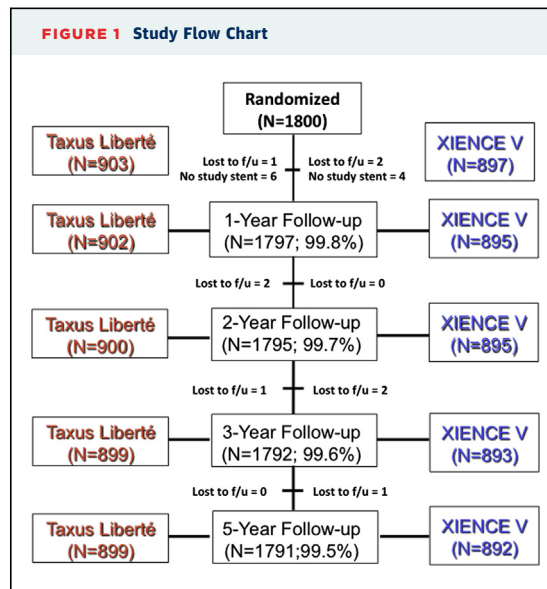 FIGURE 1 Study Flow Chart
Randomized
(N=1800)
Taxus Liberté
(N=903)
Lost to f/u = 1
No study stent = 6
Lost to f/u = 2
No study stent = 4
XIENCE V
(N=897)
Taxus Liberté
(N=902)
1-Year Follow-up
(N=1797; 99.8%)
XIENCE V
(N=895)
Lost to f/u = 2
Lost to f/u = 0
Taxus Liberté
(N=900)
2-Year Follow-up
(N=1795; 99.7%)
XIENCE V
(N=895)
Lost to f/u = 1
Lost to f/u = 2
Taxus Liberté
(N=899)
3-Year Follow-up
(N=1792; 99.6%)
XIENCE V
(N=893)
Lost to f/u = 0
Lost to f/u = 1
Taxus Liberté
(N=899)
5-Year Follow-up
(N=1791;99.5%)
XIENCE V
(N=892)